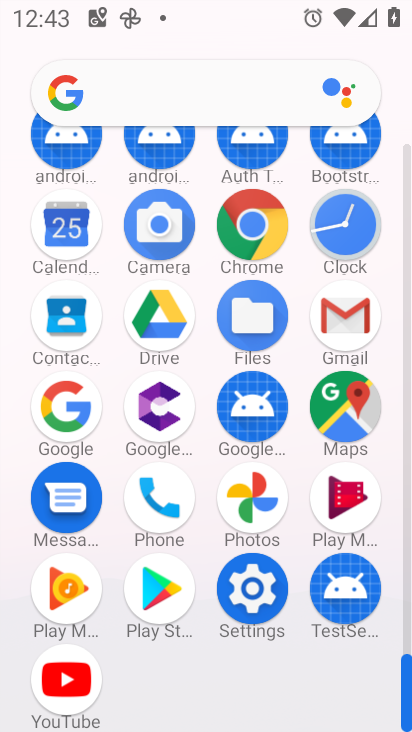 12:43
androi... androi... Auth T... Bootstr...
Calend... Camera Chrome Clock
Contac... Drive Files Gmail
Google Google... Google... Maps
Messa... Phone Photos Play M...
Play M... Play St... Settings TestSe...
YouTube